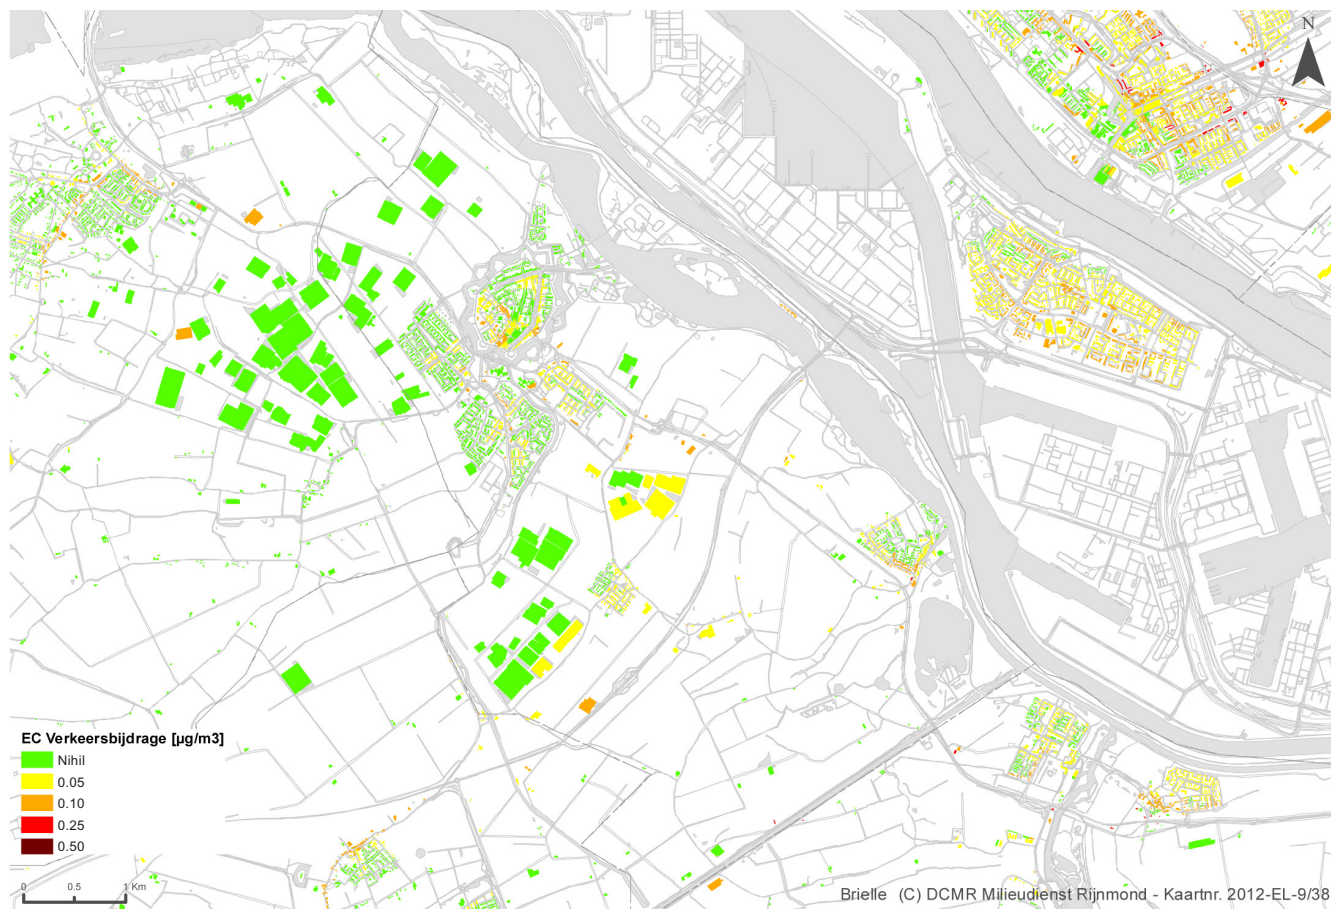 N
EC Verkeersbijdrage [µg/m3]
Nihil
0.05
0.10
0.25
0.50
0 0.5 1 Km
Brielle (C) DCMR Milieudienst Rijnmond - Kaartnr. 2012-EL-9/38